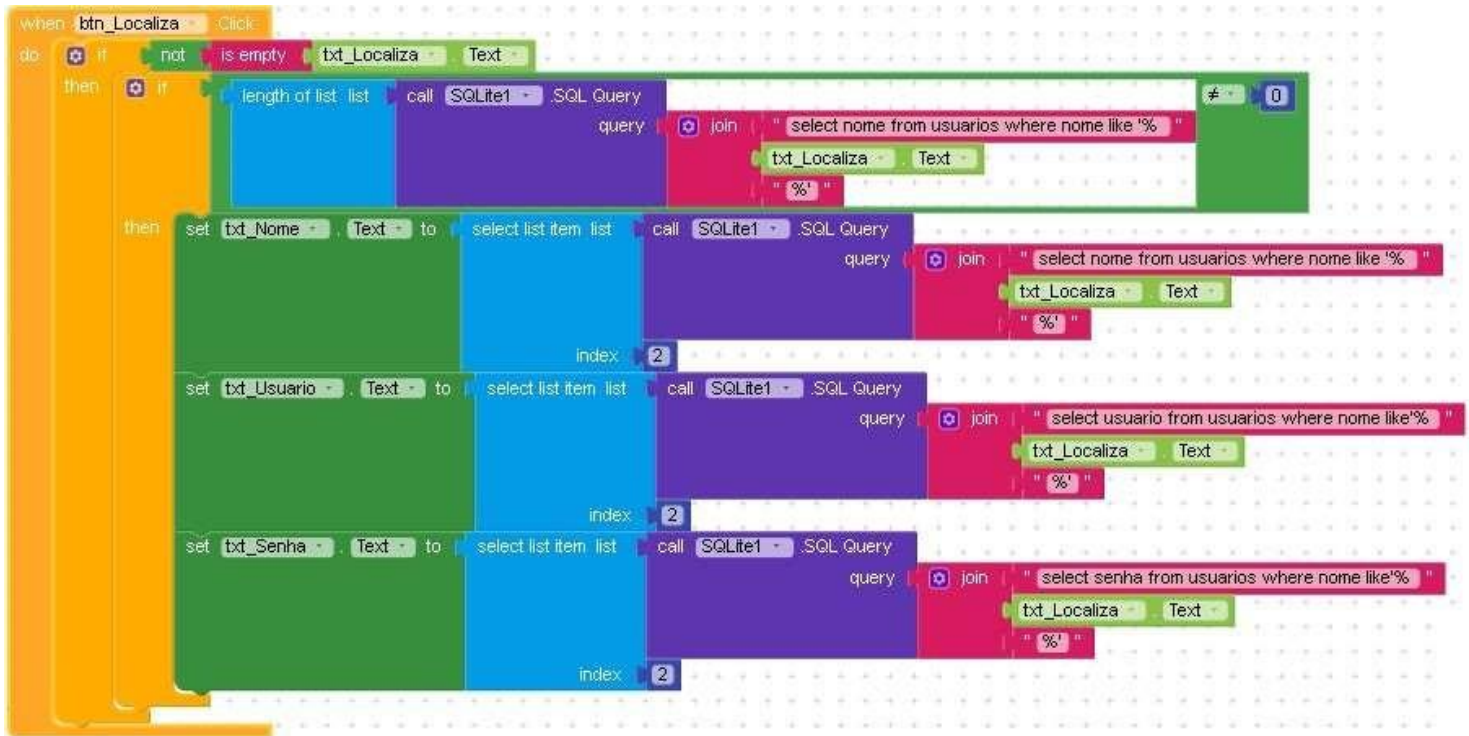 when btn_Localiza Click
do if not is empty txt_Localiza . Text
then if length of list list call SQLite1 .SQL Query ≠ 0
query join " select nome from usuarios where nome like '% "
txt_Localiza . Text
" %' "
then set txt_Nome . Text to select list item list call SQLite1 .SQL Query
query join " select nome from usuarios where nome like '% "
txt_Localiza . Text
" %' "
index 2
set txt_Usuario . Text to select list item list call SQLite1 .SQL Query
query join " select usuario from usuarios where nome like'% "
txt_Localiza . Text
" %' "
index 2
set txt_Senha . Text to select list item list call SQLite1 .SQL Query
query join " select senha from usuarios where nome like'% "
txt_Localiza . Text
" %' "
index 2